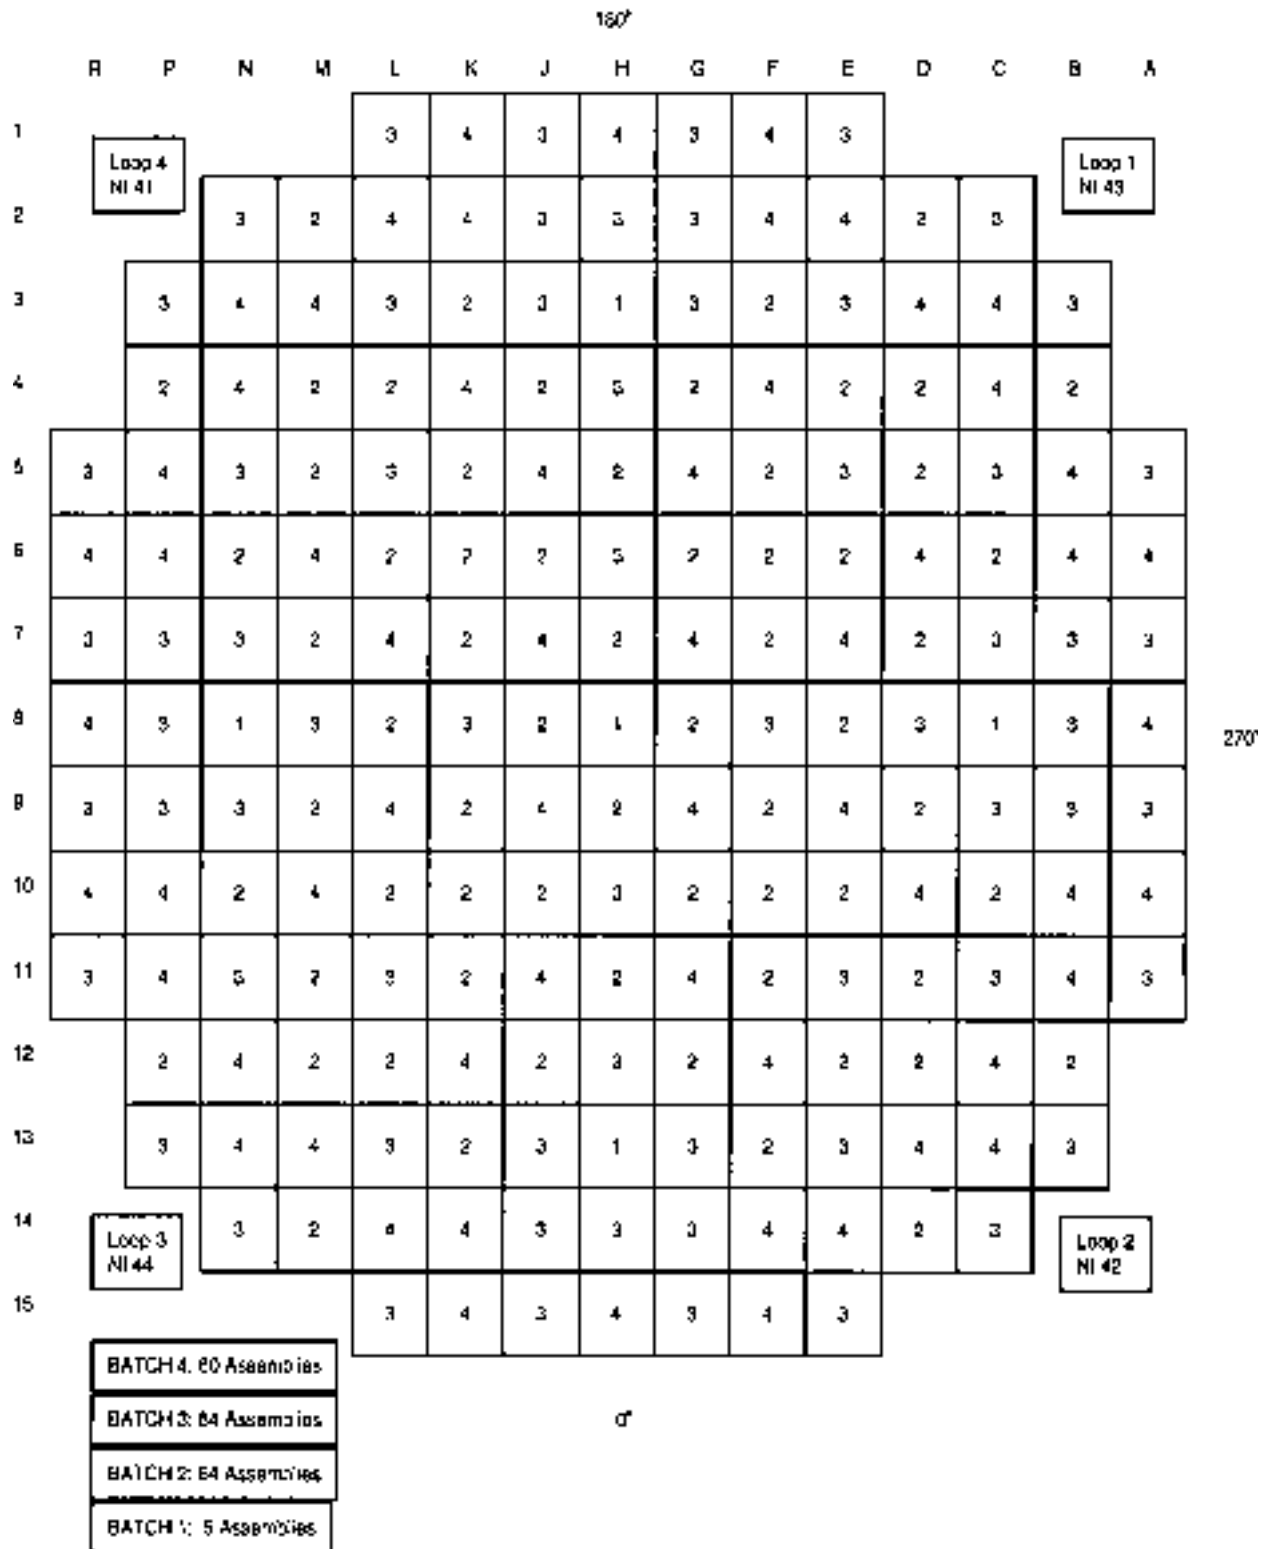 180°
R P N M L K J H G F E D C B A
1 3 4 3 4 3 4 3
Loop 4
NI 41
Loop 1
NI 43
2 3 2 4 4 3 3 3 4 4 2 3
3 3 4 4 3 2 3 1 3 2 3 4 4 3
4 2 4 2 2 4 2 3 2 4 2 2 4 2
5 3 4 3 2 3 2 4 2 4 2 3 2 3 4 3
6 4 4 2 4 2 2 2 3 2 2 2 4 2 4 4
7 3 3 3 2 4 2 4 2 4 2 4 2 3 3 3
8 4 3 1 3 2 3 2 1 2 3 2 3 1 3 4
270°
9 3 3 3 2 4 2 4 2 4 2 4 2 3 3 3
10 4 4 2 4 2 2 2 3 2 2 2 4 2 4 4
11 3 4 3 2 3 2 4 2 4 2 3 2 3 4 3
12 2 4 2 2 4 2 3 2 4 2 2 4 2
13 3 4 4 3 2 3 1 3 2 3 4 4 3
14 3 2 4 4 3 3 3 4 4 2 3
Loop 3
NI 44
Loop 2
NI 42
15 3 4 3 4 3 4 3
BATCH 4: 60 Assemblies
BATCH 3: 64 Assemblies
0°
BATCH 2: 64 Assemblies
BATCH 1: 5 Assemblies